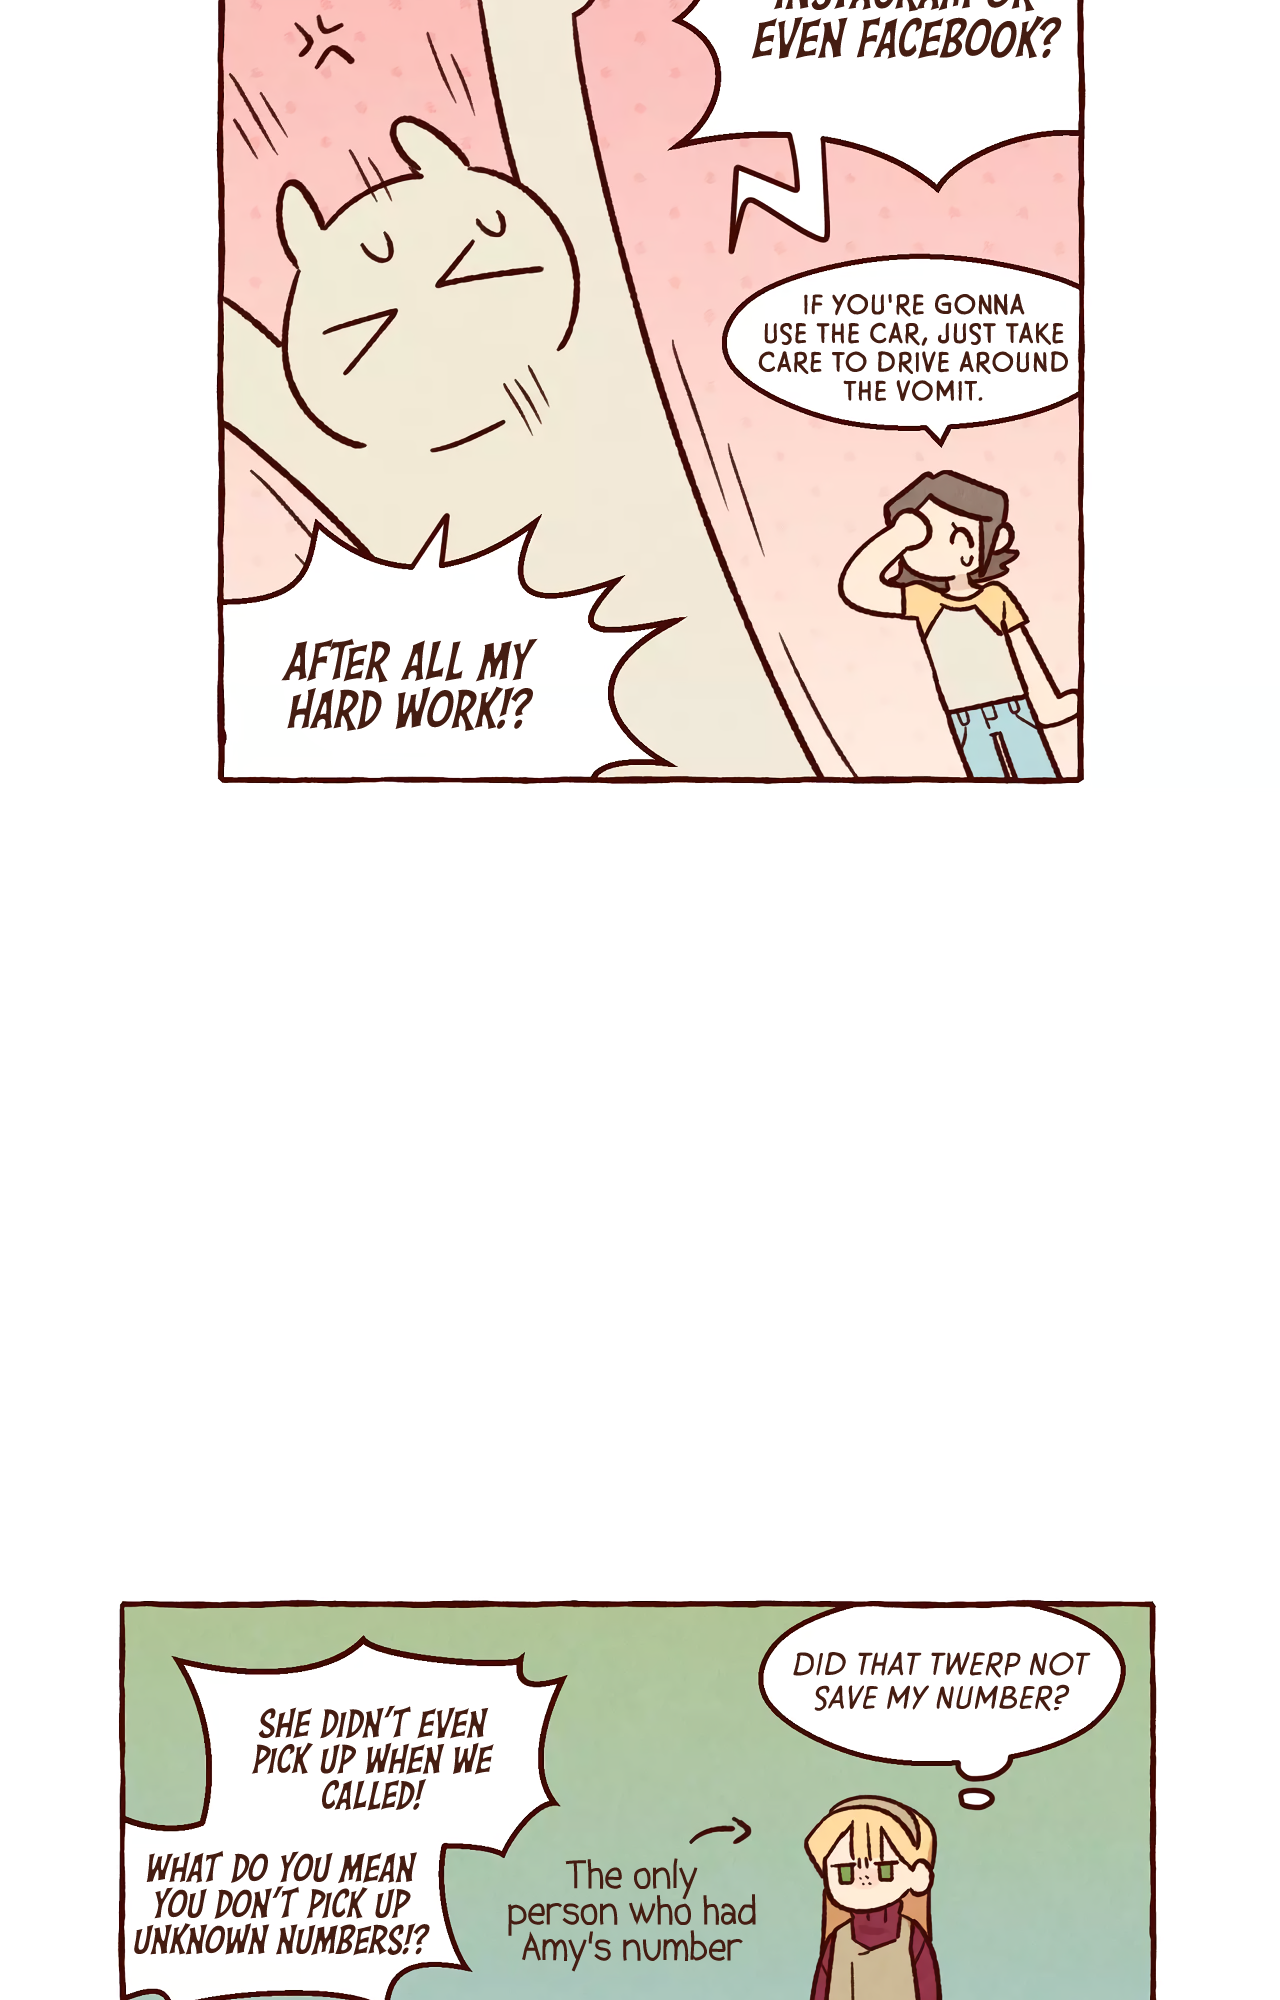 INSTAGRAM OR
EVEN FACEBOOK?
IF YOU'RE GONNA
USE THE CAR, JUST TAKE
CARE TO DRIVE AROUND
THE VOMIT.
AFTER ALL MY
HARD WORK!?
DID THAT TWERP NOT
SAVE MY NUMBER?
SHE DIDN'T EVEN
PICK UP WHEN WE
CALLED!
WHAT DO YOU MEAN
YOU DON'T PICK UP
UNKNOWN NUMBERS!?
The only
person who had
Amy's number